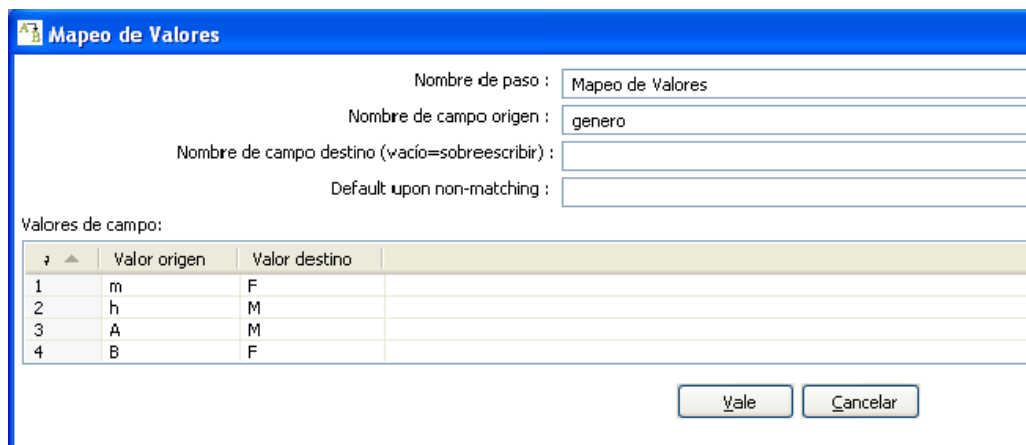 Mapeo de Valores
Nombre de paso : Mapeo de Valores
Nombre de campo origen : genero
Nombre de campo destino (vacío=sobreescribir) :
Default upon non-matching :
Valores de campo:
Valor origen Valor destino
1 m F
2 h M
3 A M
4 B F
Vale Cancelar